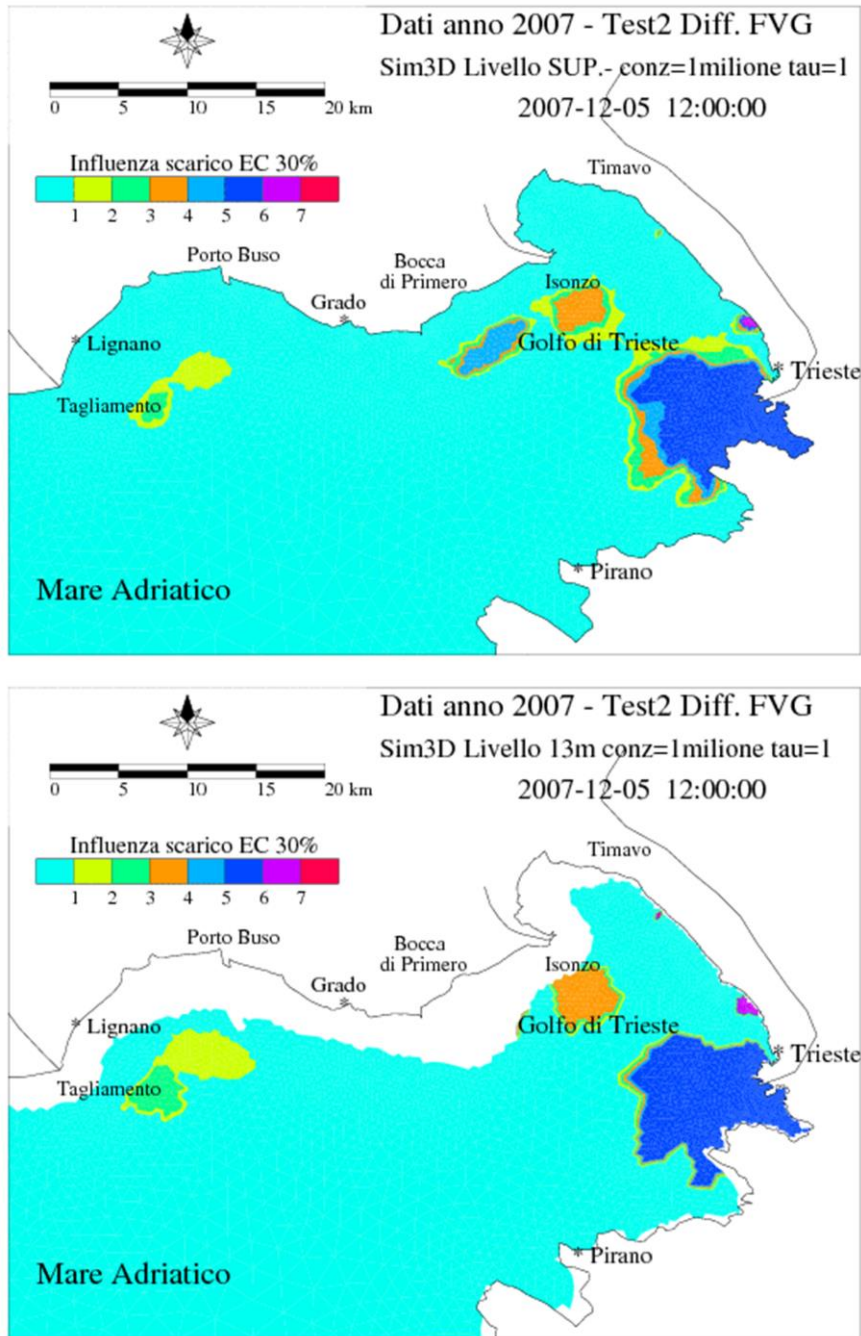 Dati anno 2007 - Test2 Diff. FVG
Sim3D Livello SUP.- conz=1milione tau=1
2007-12-05 12:00:00
0 5 10 15 20 km
Influenza scarico EC 30%
1 2 3 4 5 6 7
Timavo
Porto Buso
Bocca
di Primero
Isonzo
Grado
* Lignano
Golfo di Trieste
* Trieste
Tagliamento
* Pirano
Mare Adriatico
Dati anno 2007 - Test2 Diff. FVG
Sim3D Livello 13m conz=1milione tau=1
2007-12-05 12:00:00
0 5 10 15 20 km
Influenza scarico EC 30%
1 2 3 4 5 6 7
Timavo
Porto Buso
Bocca
di Primero
Isonzo
Grado
* Lignano
Golfo di Trieste
* Trieste
Tagliamento
* Pirano
Mare Adriatico